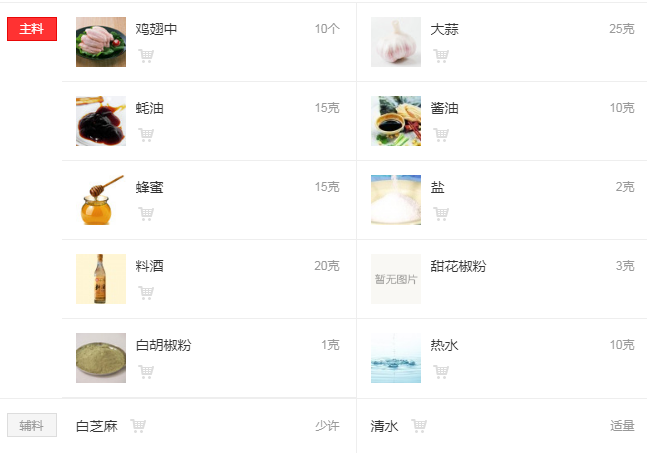 主料
鸡翅中 10个
大蒜 25克
蚝油 15克
酱油 10克
蜂蜜 15克
盐 2克
料酒 20克
暂无图片
甜花椒粉 3克
白胡椒粉 1克
热水 10克
辅料
白芝麻 少许
清水 适量